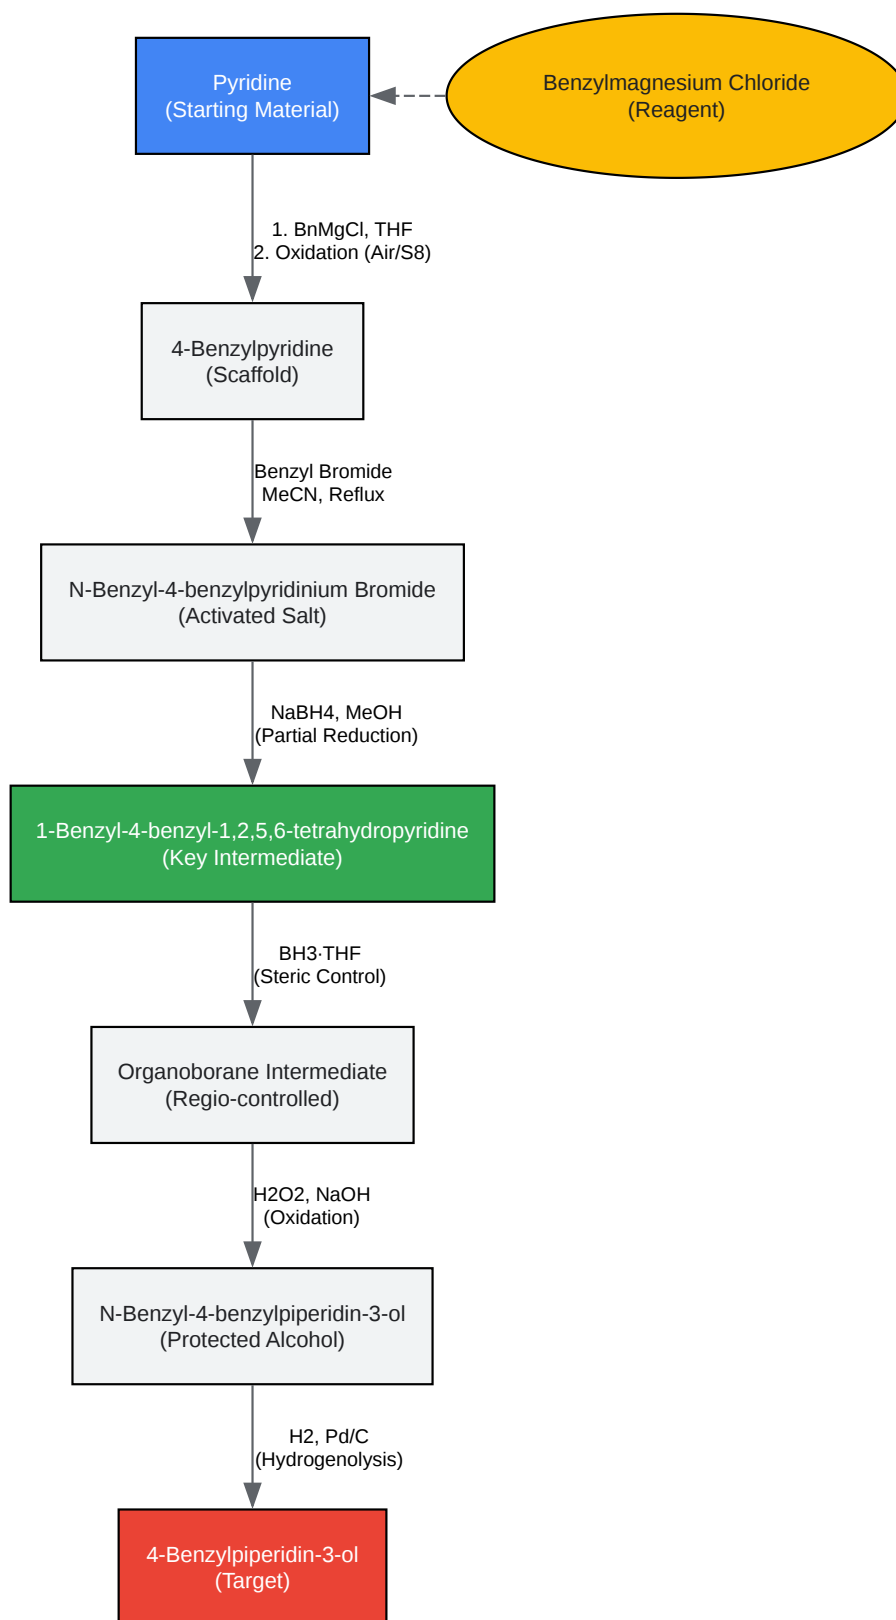 Pyridine
(Starting Material)
Benzylmagnesium Chloride
(Reagent)
1. BnMgCl, THF
2. Oxidation (Air/S8)
4-Benzylpyridine
(Scaffold)
Benzyl Bromide
MeCN, Reflux
N-Benzyl-4-benzylpyridinium Bromide
(Activated Salt)
NaBH4, MeOH
(Partial Reduction)
1-Benzyl-4-benzyl-1,2,5,6-tetrahydropyridine
(Key Intermediate)
BH3·THF
(Steric Control)
Organoborane Intermediate
(Regio-controlled)
H2O2, NaOH
(Oxidation)
N-Benzyl-4-benzylpiperidin-3-ol
(Protected Alcohol)
H2, Pd/C
(Hydrogenolysis)
4-Benzylpiperidin-3-ol
(Target)